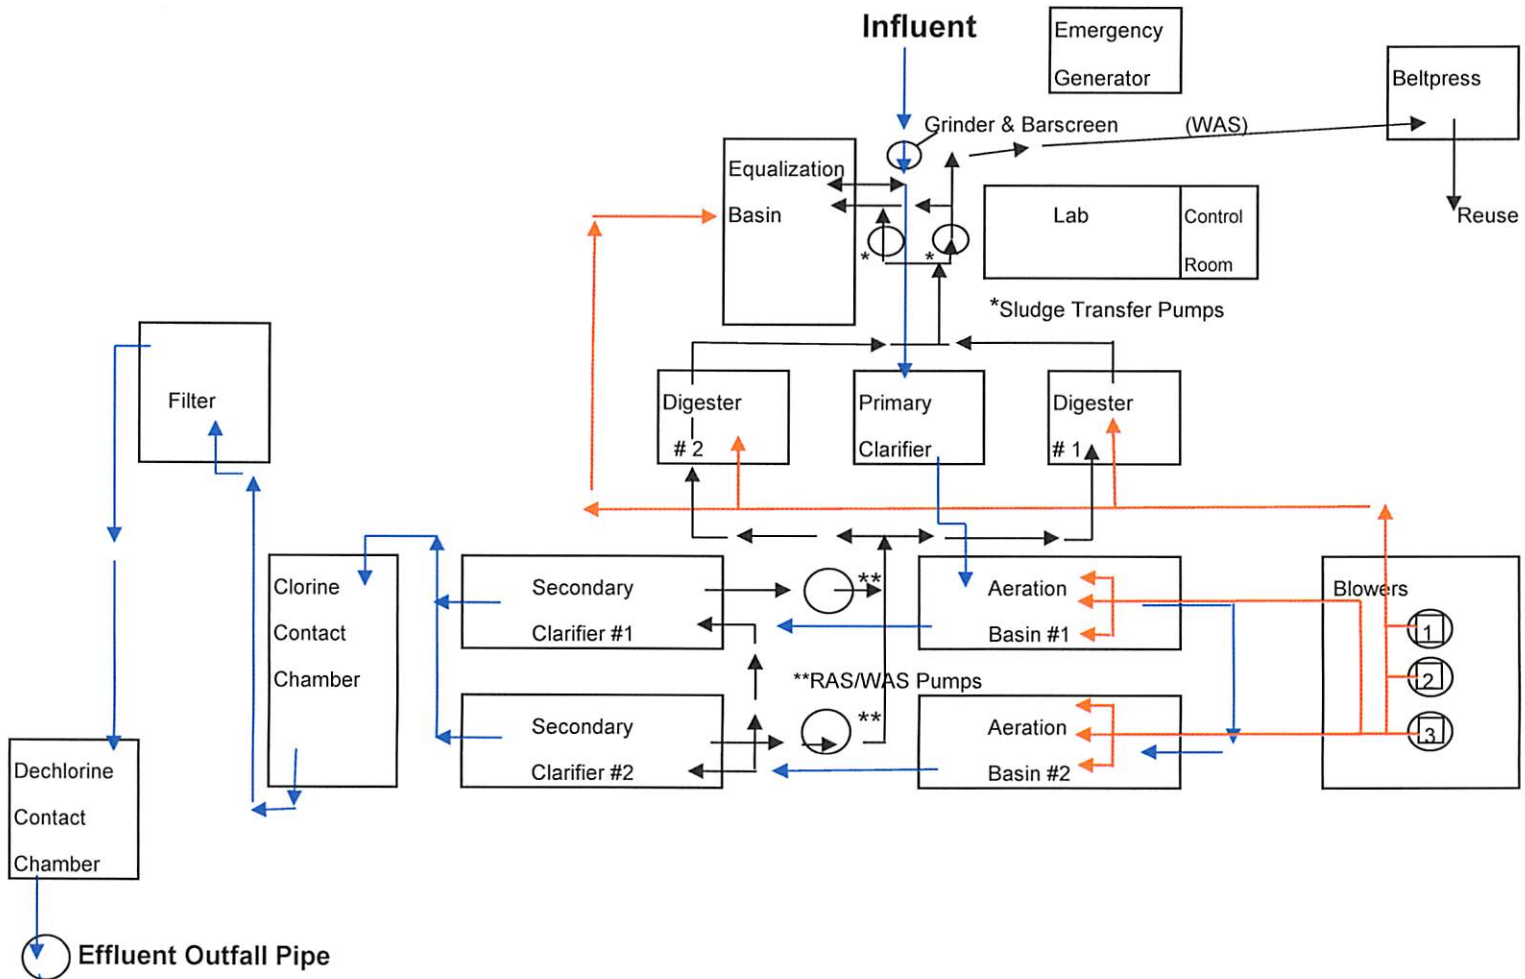 Influent
Emergency
Generator
Beltpress
Grinder & Barscreen
(WAS)
Equalization
Basin
Lab
Control
Room
Reuse
*
*
*Sludge Transfer Pumps
Filter
Digester
# 2
Primary
Clarifier
Digester
# 1
Clorine
Contact
Chamber
Secondary
Clarifier #1
**
Aeration
Basin #1
Blowers
1
2
3
**RAS/WAS Pumps
Secondary
Clarifier #2
**
Aeration
Basin #2
Dechlorine
Contact
Chamber
Effluent Outfall Pipe